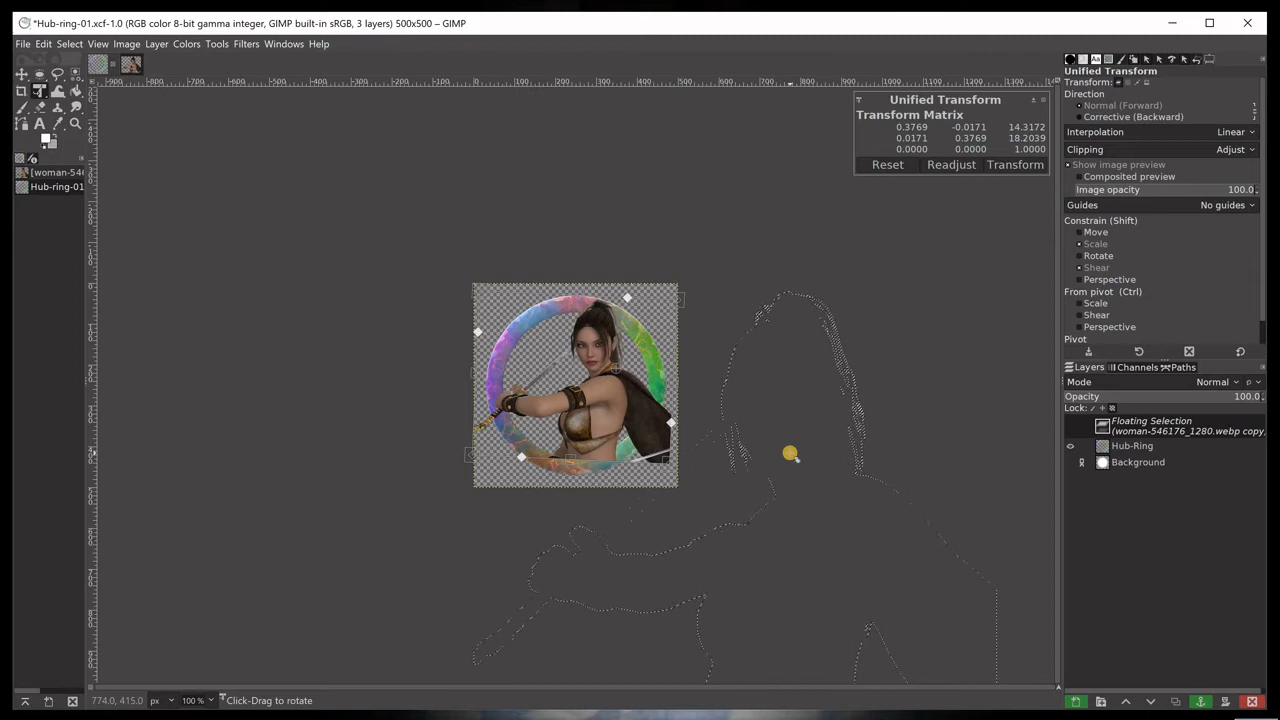 *Hub-ring-01.xcf-1.0 (RGB color 8-bit gamma integer, GIMP built-in sRGB, 3 layers) 500x500 – GIMP
File Edit Select View Image Layer Colors Tools Filters Windows Help
Unified Transform
Transform:
Direction
Normal (Forward)
Corrective (Backward)
Interpolation Linear
Clipping Adjust
Show image preview
Composited preview
Image opacity 100.0
Guides No guides
Constrain (Shift)
Move
Scale
Rotate
Shear
Perspective
From pivot (Ctrl)
Scale
Shear
Perspective
Pivot
Unified Transform
Transform Matrix
0.3769 -0.0171 14.3172
0.0171 0.3769 18.2039
0.0000 0.0000 1.0000
Reset Readjust Transform
[woman-546
Hub-ring-01
Layers Channels Paths
Mode Normal
Opacity 100.0
Lock:
Floating Selection
(woman-546176_1280.webp copy,
Hub-Ring
Background
774.0, 415.0 px 100 % Click-Drag to rotate